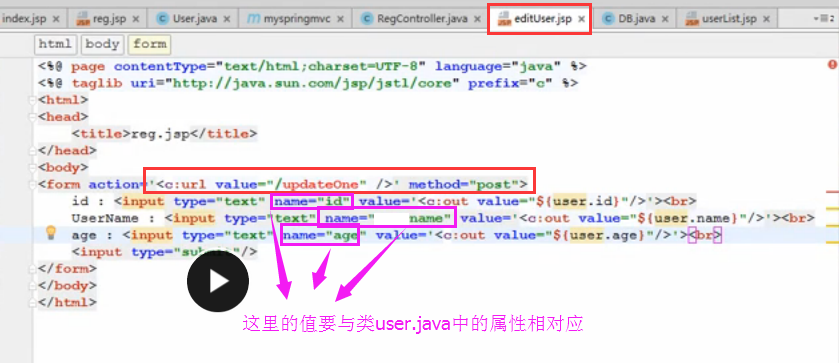 index.jsp × reg.jsp × User.java × myspringmvc × RegController.java × editUser.jsp × DB.java × userList.jsp ×
html body form
<%@ page contentType="text/html;charset=UTF-8" language="java" %>
<%@ taglib uri="http://java.sun.com/jsp/jstl/core" prefix="c" %>
<html>
<head>
<title>reg.jsp</title>
</head>
<body>
<form action='<c:url value="/updateOne" />' method="post">
id : <input type="text" name="id" value='<c:out value="${user.id}"/>'><br>
UserName : <input type="text" name=" name" value='<c:out value="${user.name}"/>'><br>
age : <input type="text" name="age" value='<c:out value="${user.age}"/>'><br>
<input type="su "/>
</form>
</body>
</html>
这里的值要与类user.java中的属性相对应